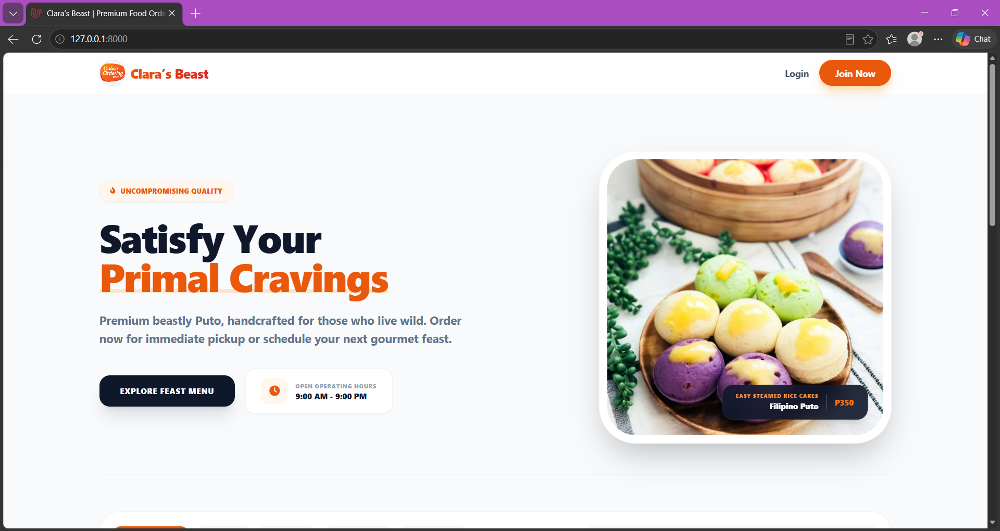 Clara's Beast | Premium Food Orde
127.0.0.1:8000
Chat
Online
Ordering
.com
Clara´s Beast
Login
Join Now
UNCOMPROMISING QUALITY
Satisfy Your
Primal Cravings
Premium beastly Puto, handcrafted for those who live wild. Order
now for immediate pickup or schedule your next gourmet feast.
EXPLORE FEAST MENU
OPEN OPERATING HOURS
9:00 AM - 9:00 PM
EASY STEAMED RICE CAKES
Filipino Puto
P350